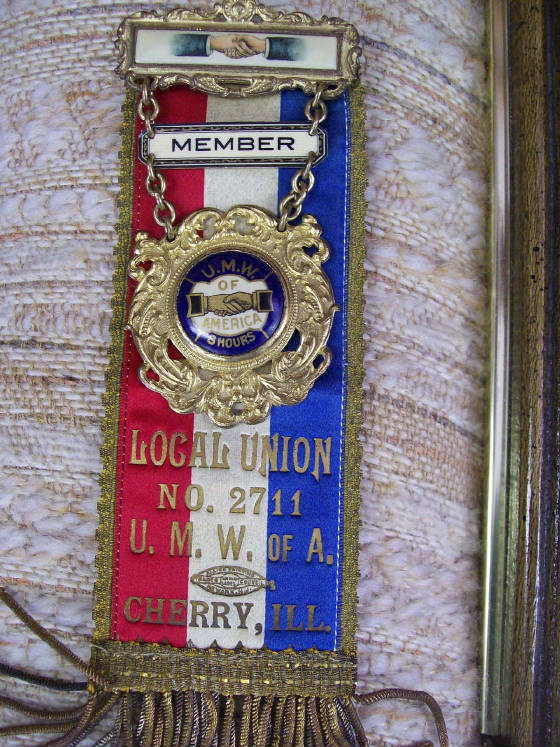 MEMBER
U.M.W.
OF
AMERICA
8 HOURS
LOCAL UNION
NO. 2711
U. M. W. OF A.
CHERRY, ILL.